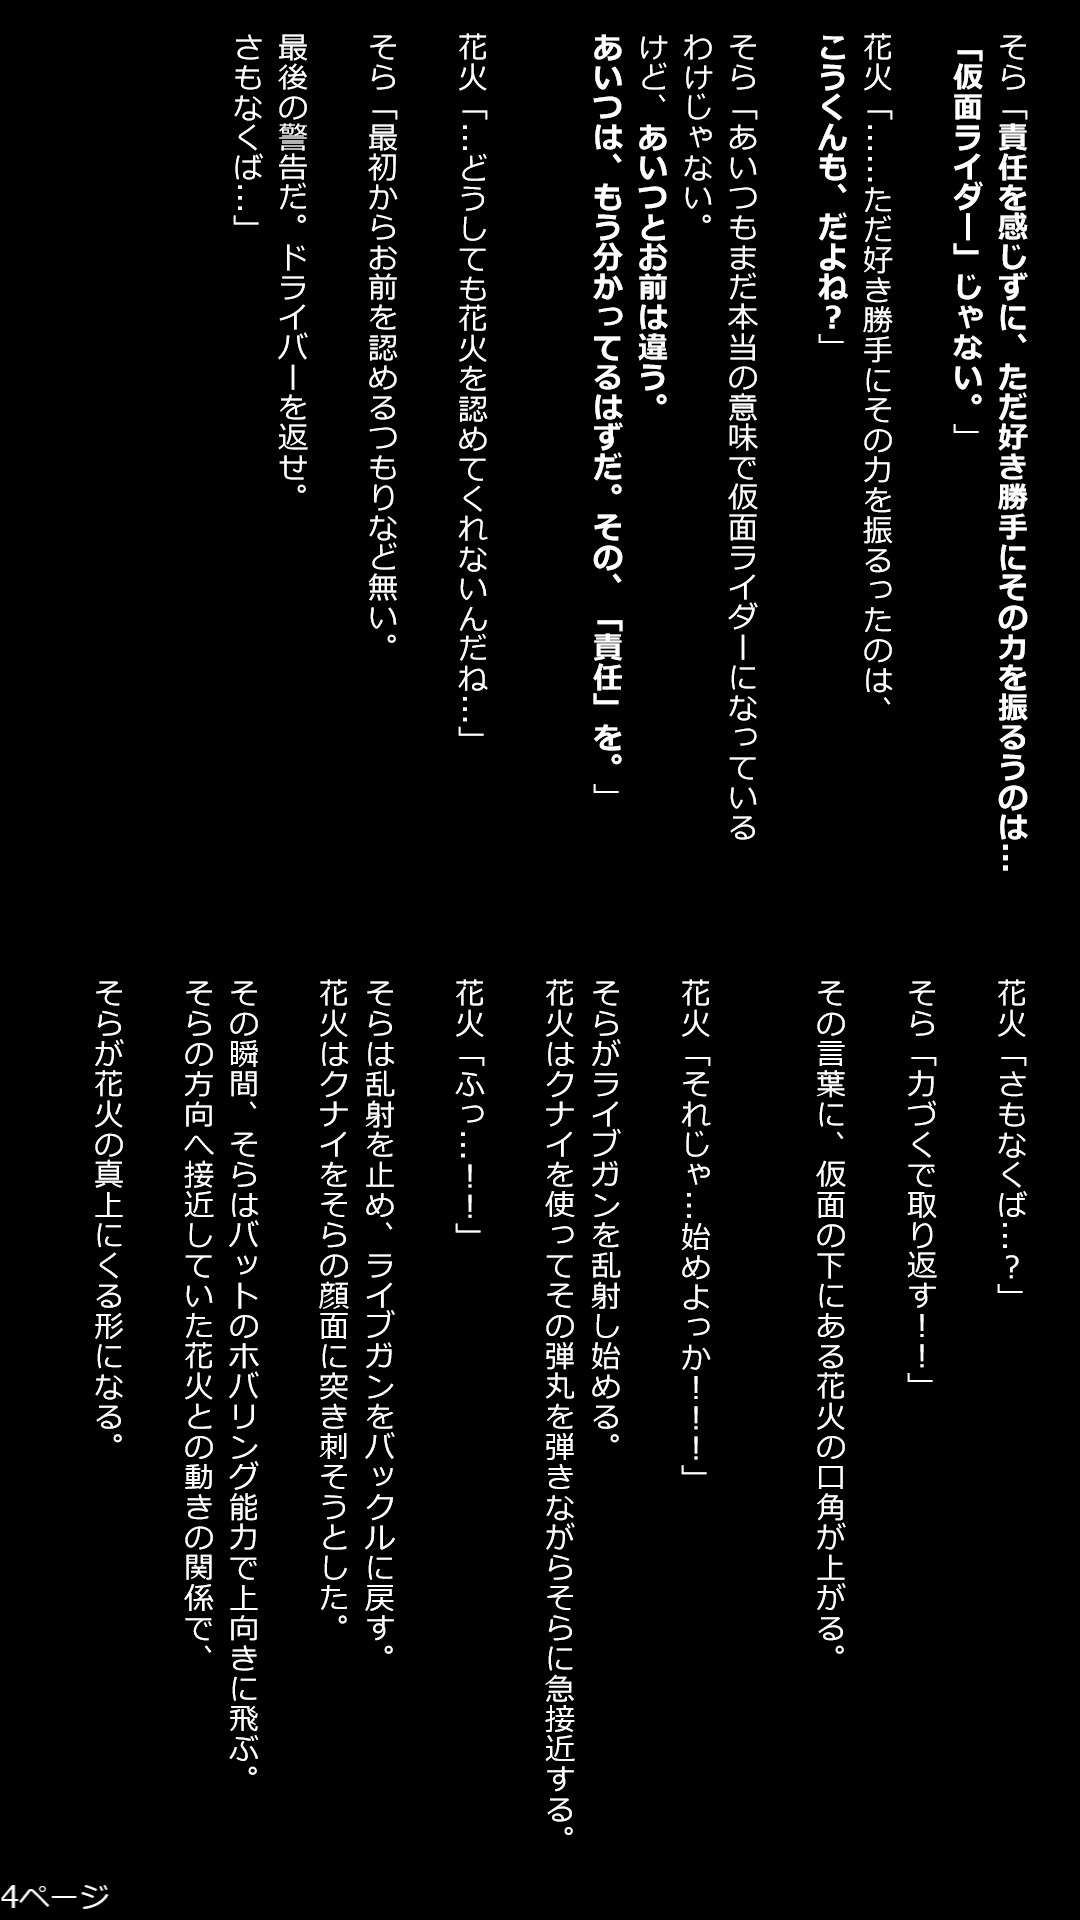 そら「責任を感じずに、ただ好き勝手にその力を振るうのは…
「仮面ライダー」じゃない。」
花火「……ただ好き勝手にその力を振るったのは、
こうくんも、だよね?」
そら「あいつもまだ本当の意味で仮面ライダーになっている
わけじゃない。
けど、あいつとお前は違う。
あいつは、もう分かってるはずだ。その、「責任」を。」
花火「…どうしても花火を認めてくれないんだね…」
そら「最初からお前を認めるつもりなど無い。
最後の警告だ。ドライバーを返せ。
さもなくば…」
花火「さもなくば…?」
そら「力づくで取り返す!!」
その言葉に、仮面の下にある花火の口角が上がる。
花火「それじゃ…始めよっか!!!」
そらがライブガンを乱射し始める。
花火はクナイを使ってその弾丸を弾きながらそらに急接近する。
花火「ふっ…!!」
そらは乱射を止め、ライブガンをバックルに戻す。
花火はクナイをそらの顔面に突き刺そうとした。
その瞬間、そらはバットのホバリング能力で上向きに飛ぶ。
そらの方向へ接近していた花火との動きの関係で、
そらが花火の真上にくる形になる。
4ページ